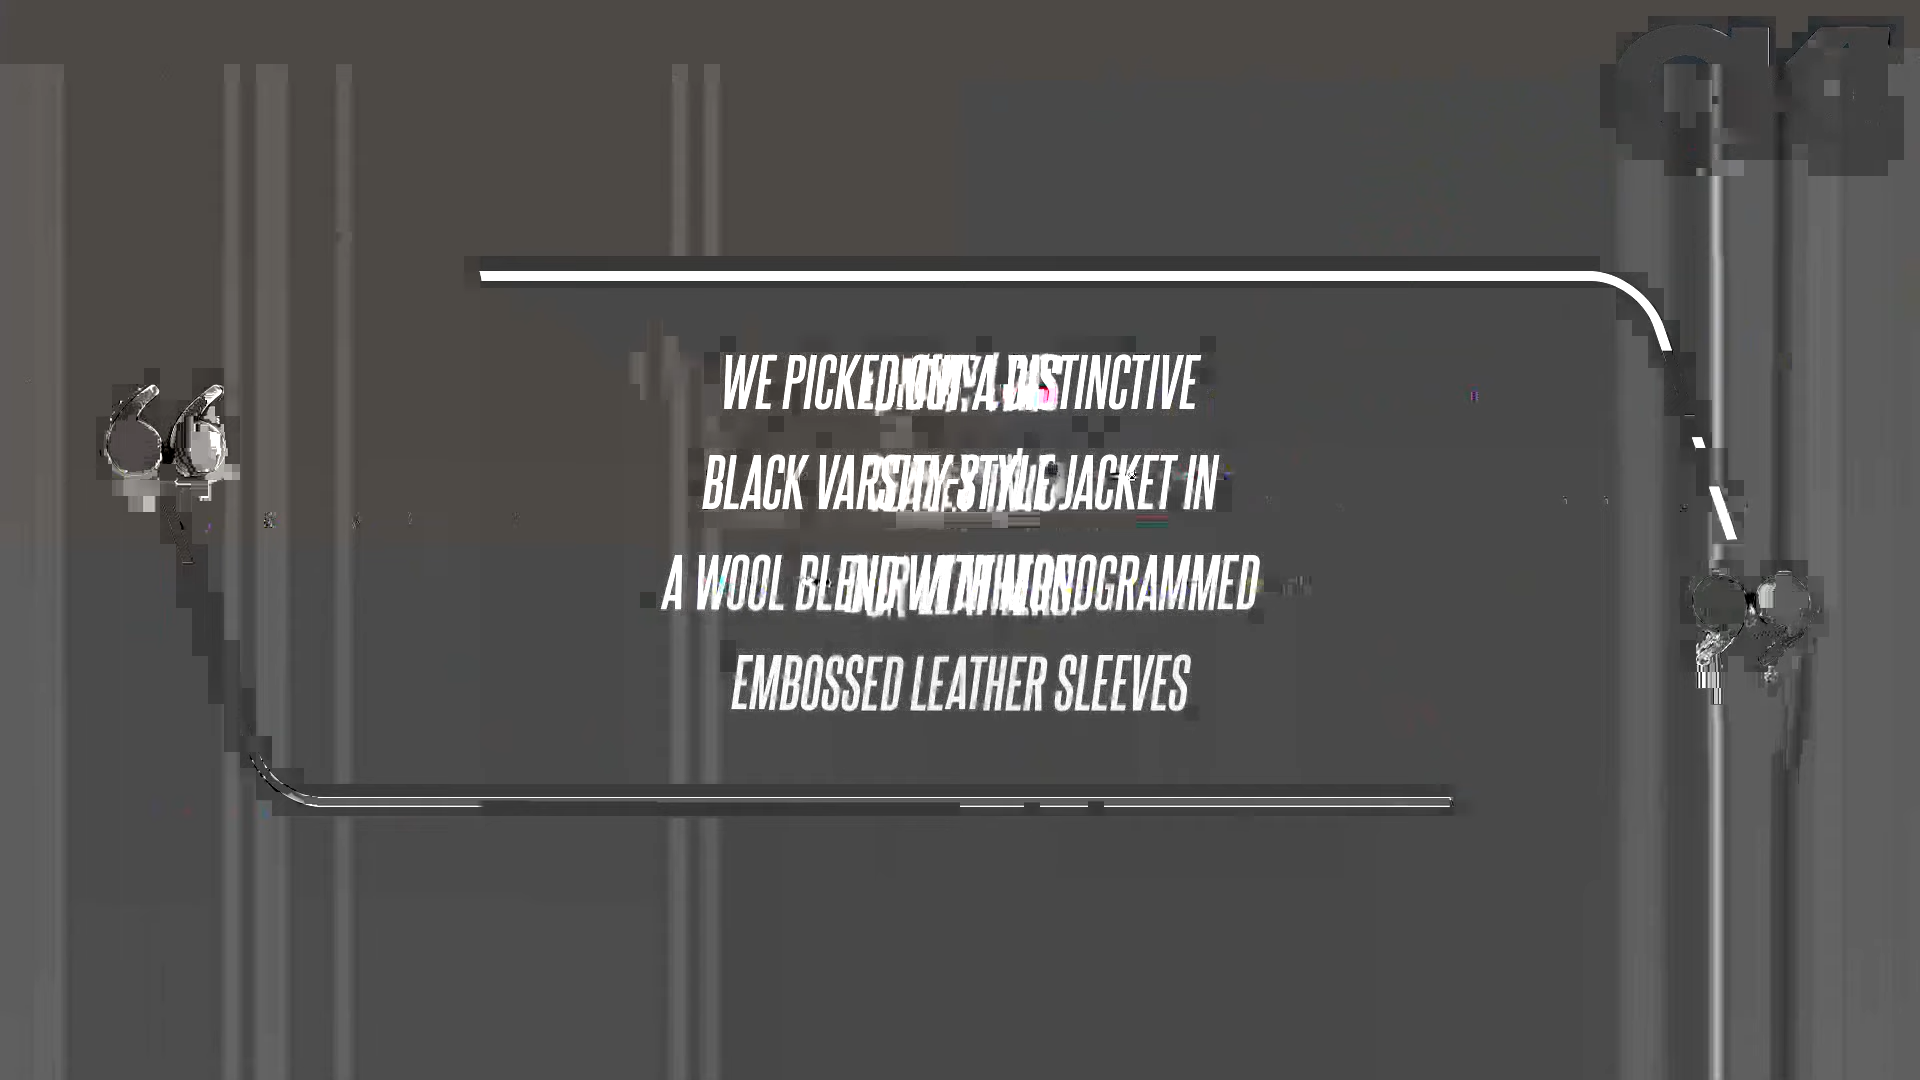 WE PICKED OUT A DISTINCTIVE
BLACK VARSITY STYLE JACKET IN
A WOOL BLEND WITH MONOGRAMMED
EMBOSSED LEATHER SLEEVES